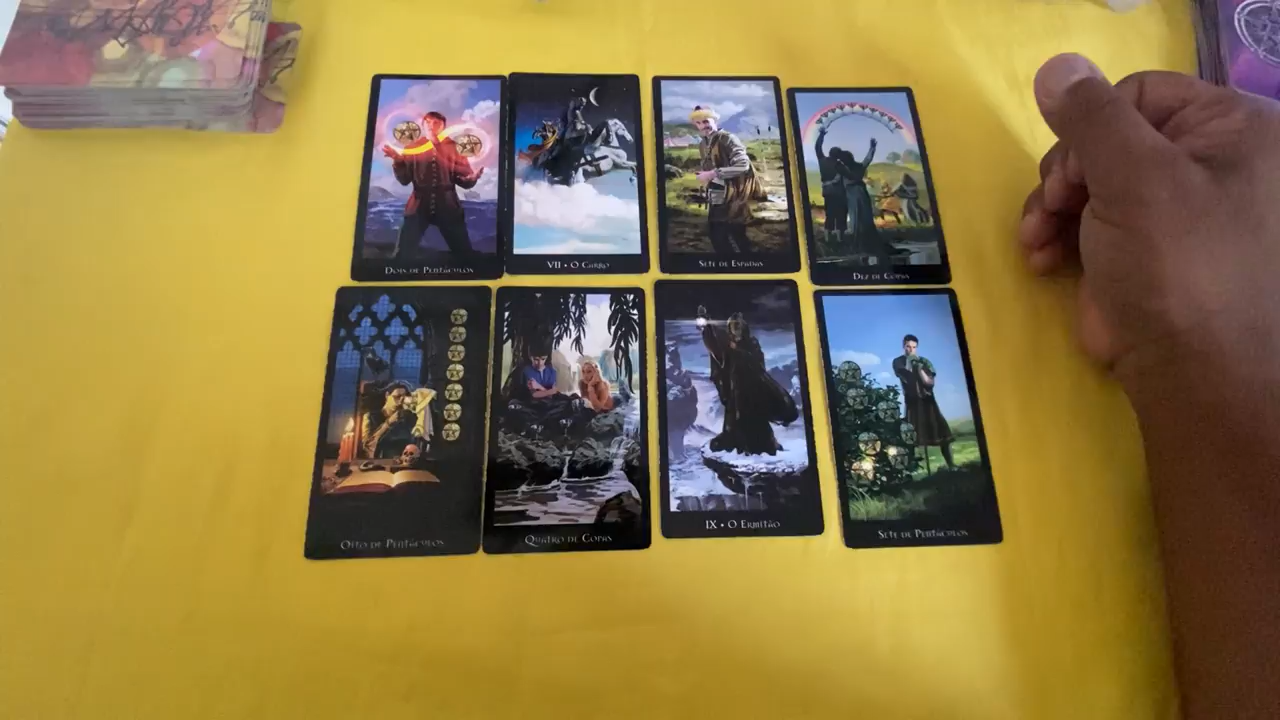 Dois de Pentáculos
VII • O Carro
Sete de Espadas
Dez de Copas
Oito de Pentáculos
Quatro de Copas
IX • O Ermitão
Sete de Pentáculos